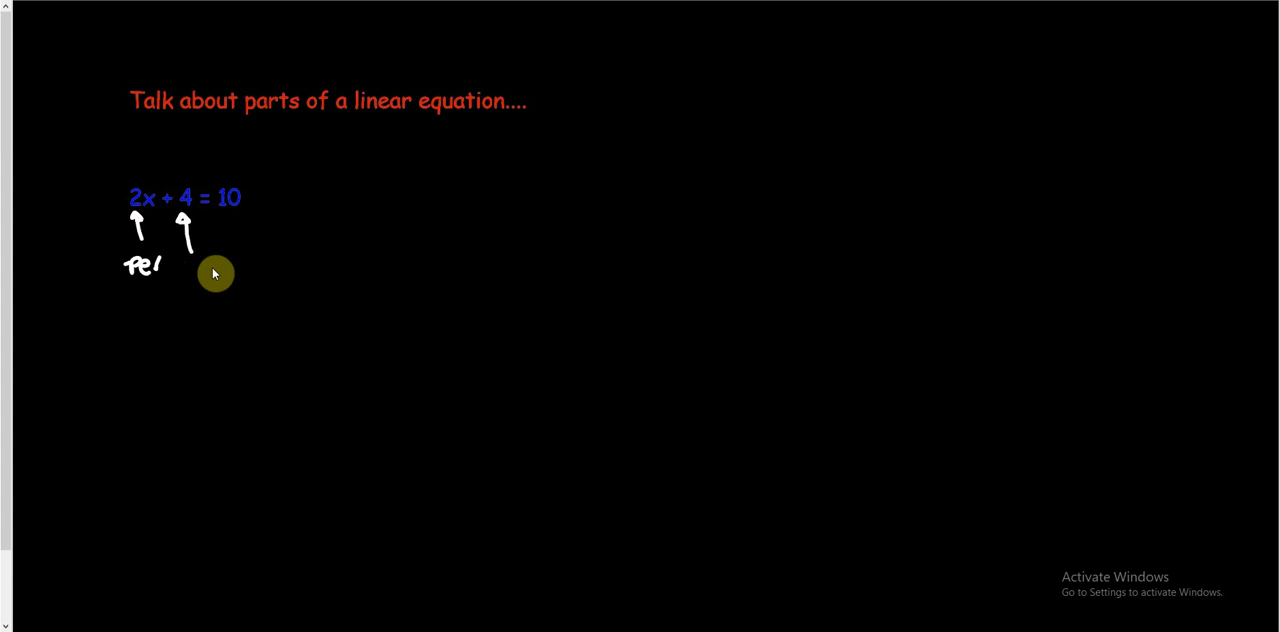 Talk about parts of a linear equation....
2x + 4 = 10
Activate Windows
Go to Settings to activate Windows.